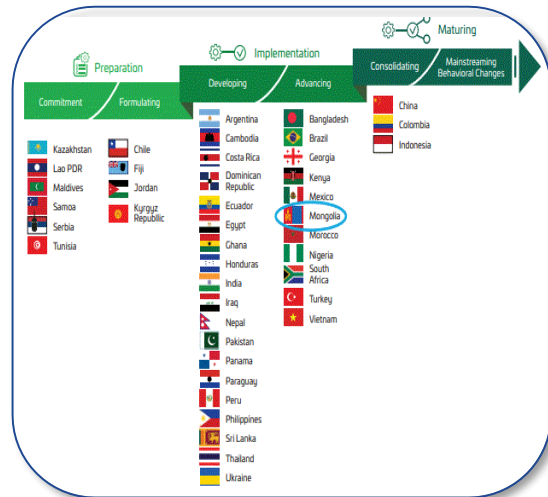 Preparation
Implementation
Maturing
Commitment
Formulating
Developing
Advancing
Consolidating
Mainstreaming
Behavioral Changes
Kazakhstan
Lao PDR
Maldives
Samoa
Serbia
Tunisia
Chile
Fiji
Jordan
Kyrgyz
Republlic
Argentina
Cambodia
Costa Rica
Dominican
Republic
Ecuador
Egypt
Ghana
Honduras
India
Iraq
Nepal
Pakistan
Panama
Paraguay
Peru
Philippines
Sri Lanka
Thailand
Ukraine
Bangladesh
Brazil
Georgia
Kenya
Mexico
Mongolia
Morocco
Nigeria
South
Africa
Turkey
Vietnam
China
Colombia
Indonesia